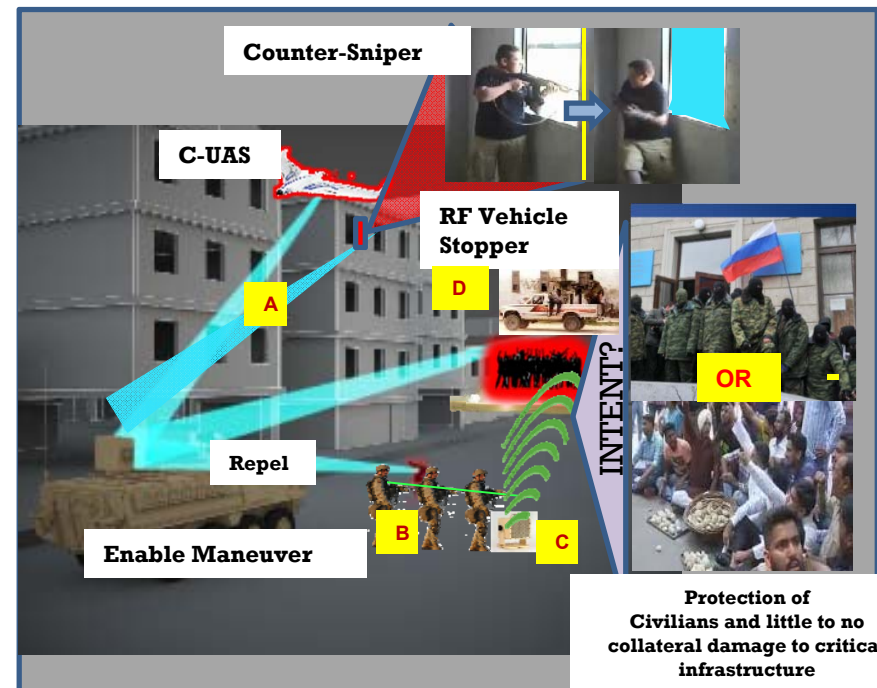 Counter-Sniper
C-UAS
RF Vehicle
Stopper
D
A
OR
INTENT?
Repel
B
C
Enable Maneuver
Protection of
Civilians and little to no
collateral damage to critica
infrastructure